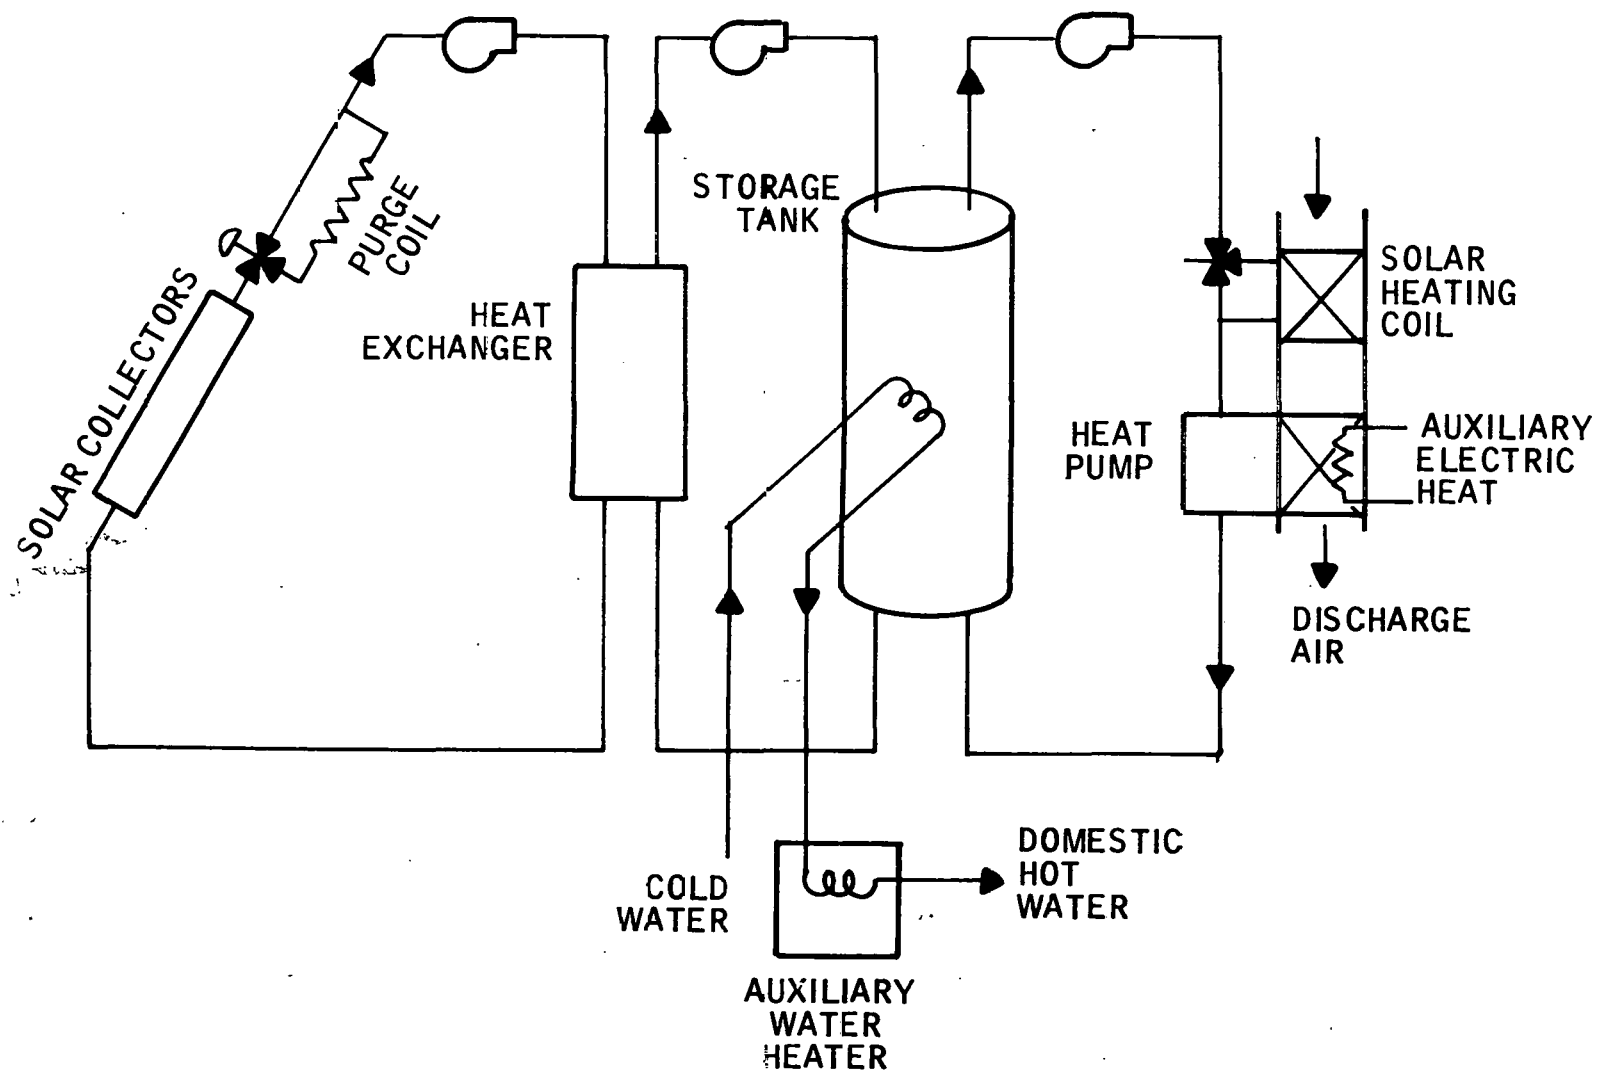 STORAGE
TANK
PURGE
COIL
SOLAR COLLECTORS
HEAT
EXCHANGER
SOLAR
HEATING
COIL
HEAT
PUMP
AUXILIARY
ELECTRIC
HEAT
DISCHARGE
AIR
COLD
WATER
DOMESTIC
HOT
WATER
AUXILIARY
WATER
HEATER